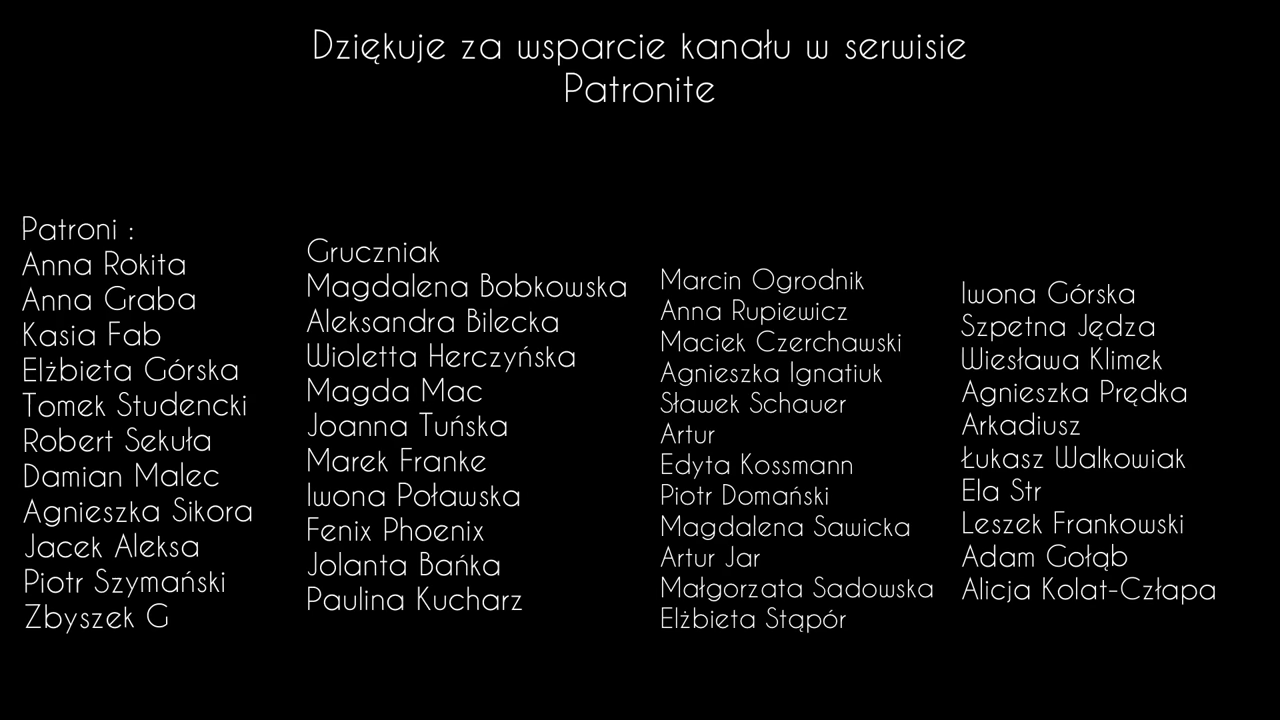 Dziękuje za wsparcie kanału w serwisie
Patronite
Patroni :
Anna Rokita
Anna Graba
Kasia Fab
Elżbieta Górska
Tomek Studencki
Robert Sekuła
Damian Malec
Agnieszka Sikora
Jacek Aleksa
Piotr Szymański
Zbyszek G
Gruczniak
Magdalena Bobkowska
Aleksandra Bilecka
Wioletta Herczyńska
Magda Mac
Joanna Tuńska
Marek Franke
Iwona Poławska
Fenix Phoenix
Jolanta Bańka
Paulina Kucharz
Marcin Ogrodnik
Anna Rupiewicz
Maciek Czerchawski
Agnieszka Ignatiuk
Sławek Schauer
Artur
Edyta Kossmann
Piotr Domański
Magdalena Sawicka
Artur Jar
Małgorzata Sadowska
Elżbieta Stąpór
Iwona Górska
Szpetna Jędza
Wiesława Klimek
Agnieszka Prędka
Arkadiusz
Łukasz Walkowiak
Ela Str
Leszek Frankowski
Adam Gołąb
Alicja Kolat-Człapa